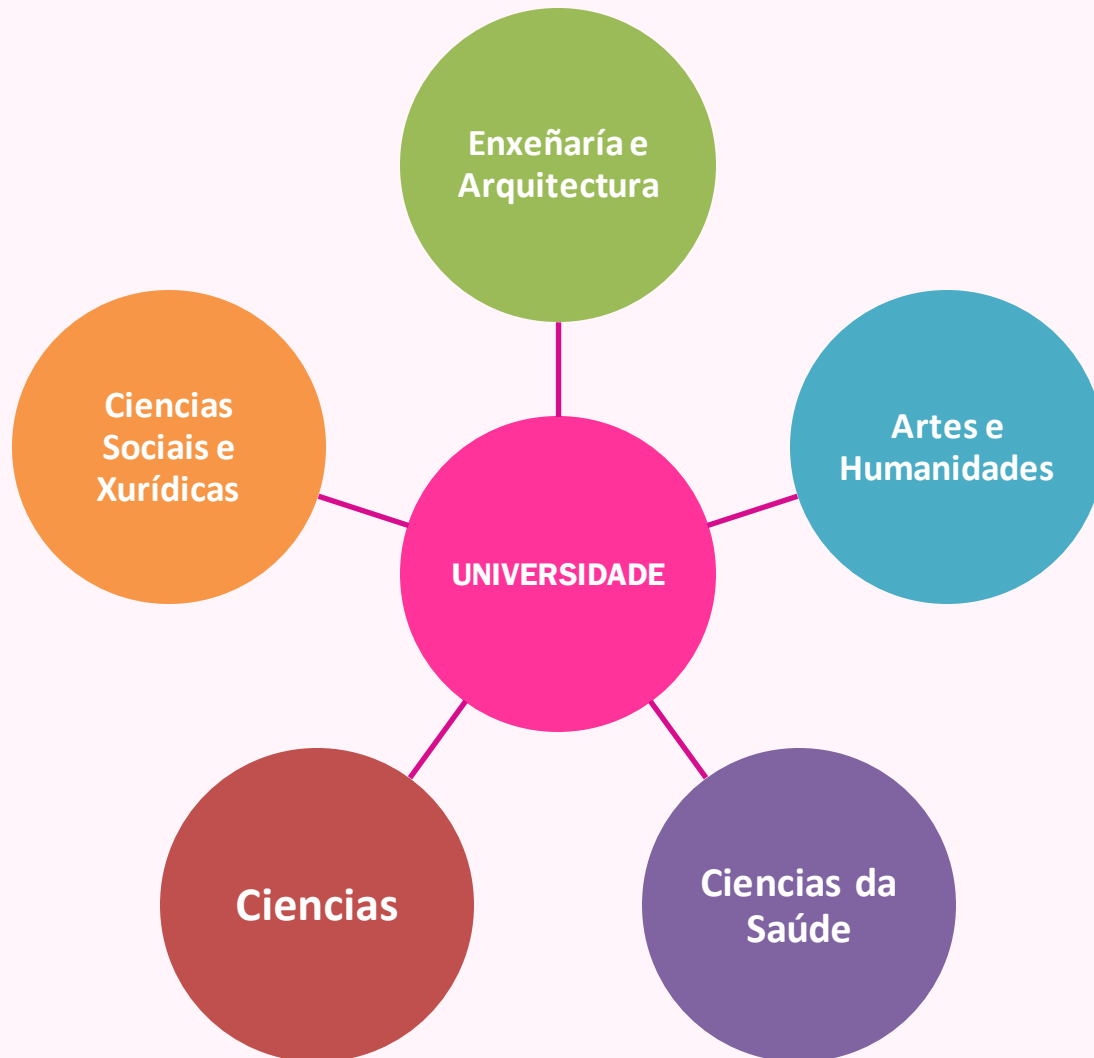 Enxeñaría e
Arquitectura
Ciencias
Sociais e
Xurídicas
Artes e
Humanidades
UNIVERSIDADE
Ciencias
Ciencias da
Saúde